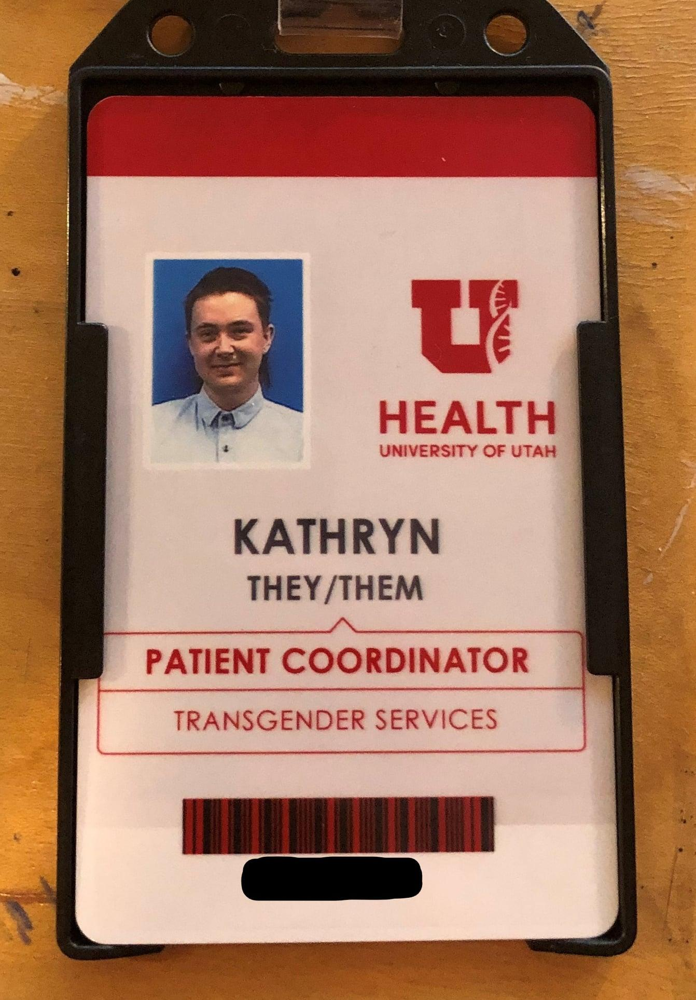 U
HEALTH
UNIVERSITY OF UTAH
KATHRYN
THEY/THEM
PATIENT COORDINATOR
TRANSGENDER SERVICES